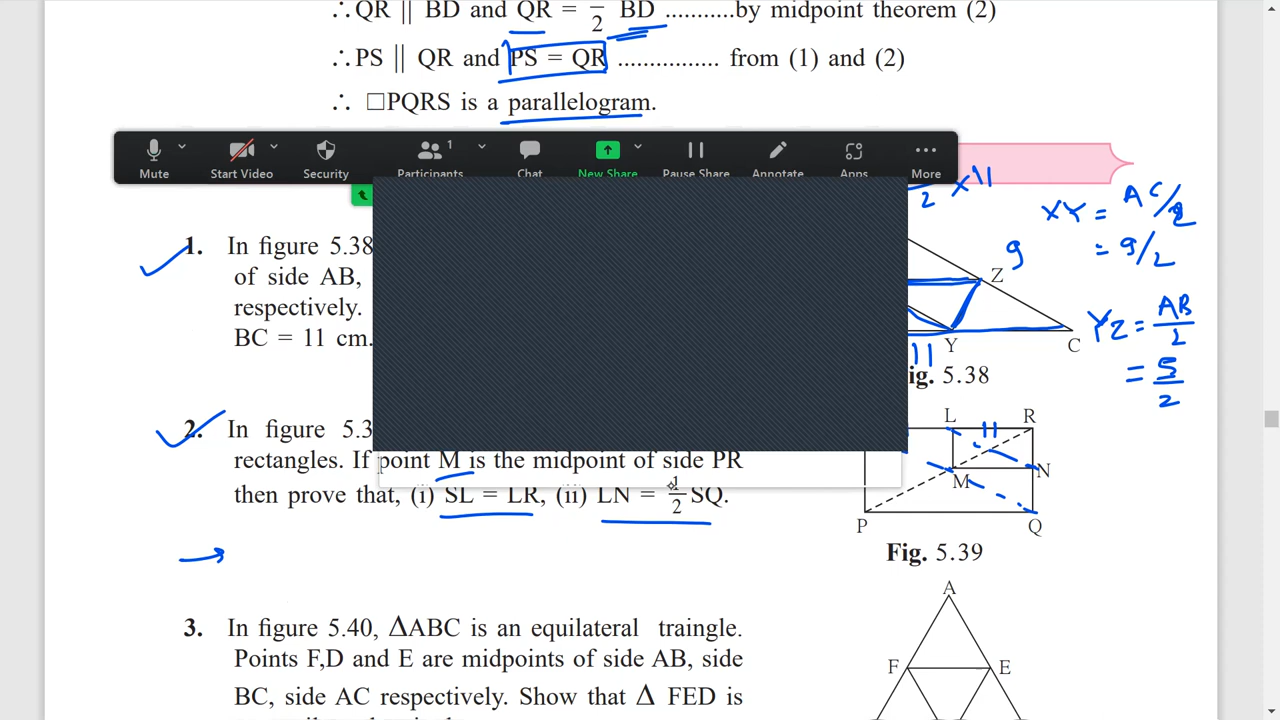 ∴QR || BD and QR = —/2 BD ...........by midpoint theorem (2)
∴PS || QR and PS = QR ............... from (1) and (2)
∴ □PQRS is a parallelogram.
Mute
Start Video
Security
Participants
1
Chat
New Share
Pause Share
Annotate
Apps
More
2 × 11
XY = AC/2
= 9/2
YZ = AB/2
= 5/2
9
Z
11
Y
C
ig. 5.38
1. In figure 5.38
of side AB,
respectively.
BC = 11 cm.
2. In figure 5.3
rectangles. If point M is the midpoint of side PR
then prove that, (i) SL = LR, (ii) LN = 1/2 SQ.
L
R
M
N
P
Q
Fig. 5.39
3. In figure 5.40, ΔABC is an equilateral traingle.
Points F,D and E are midpoints of side AB, side
BC, side AC respectively. Show that Δ FED is
A
F
E